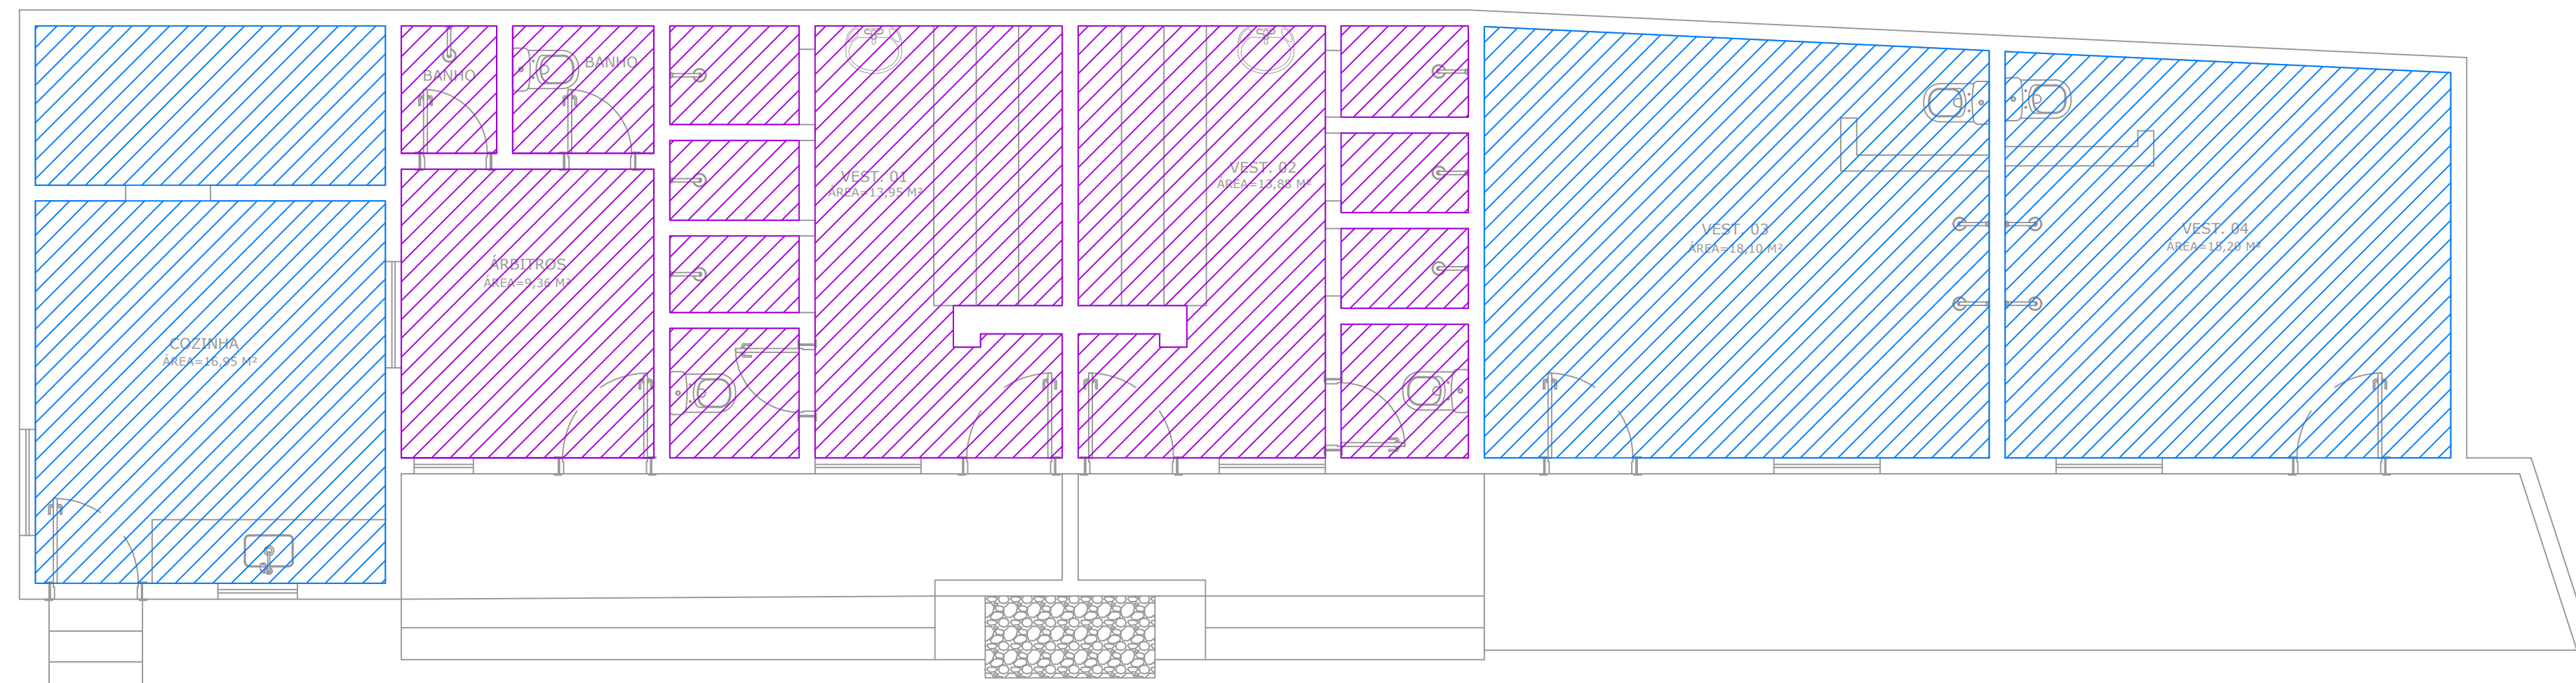 BANHO
BANHO
ÁRBITROS
ÁREA=9,36 M²
COZINHA
ÁREA=16,95 M²
VEST. 01
ÁREA=13,95 M²
VEST. 02
ÁREA=13,88 M²
VEST. 03
ÁREA=18,10 M²
VEST. 04
ÁREA=15,20 M²